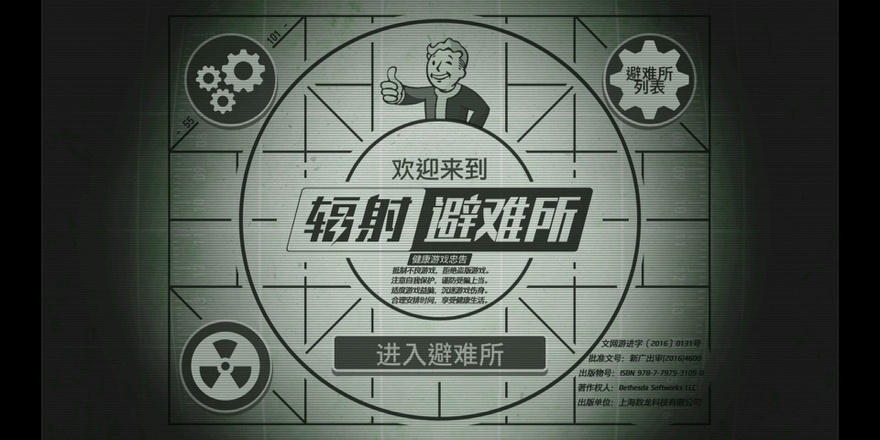 101
避难所
列表
55
欢迎来到
辐射 避难所
健康游戏忠告
抵制不良游戏，拒绝盗版游戏。
注意自我保护，谨防受骗上当。
适度游戏益脑，沉迷游戏伤身。
合理安排时间，享受健康生活。
进入避难所
文网游进字〔2016〕0131号
批准文号：新广出审[2016]4600
出版物号：ISBN 978-7-7979-3109-0
著作权人：Bethesda Softworks LLC
出版单位：上海数龙科技有限公司